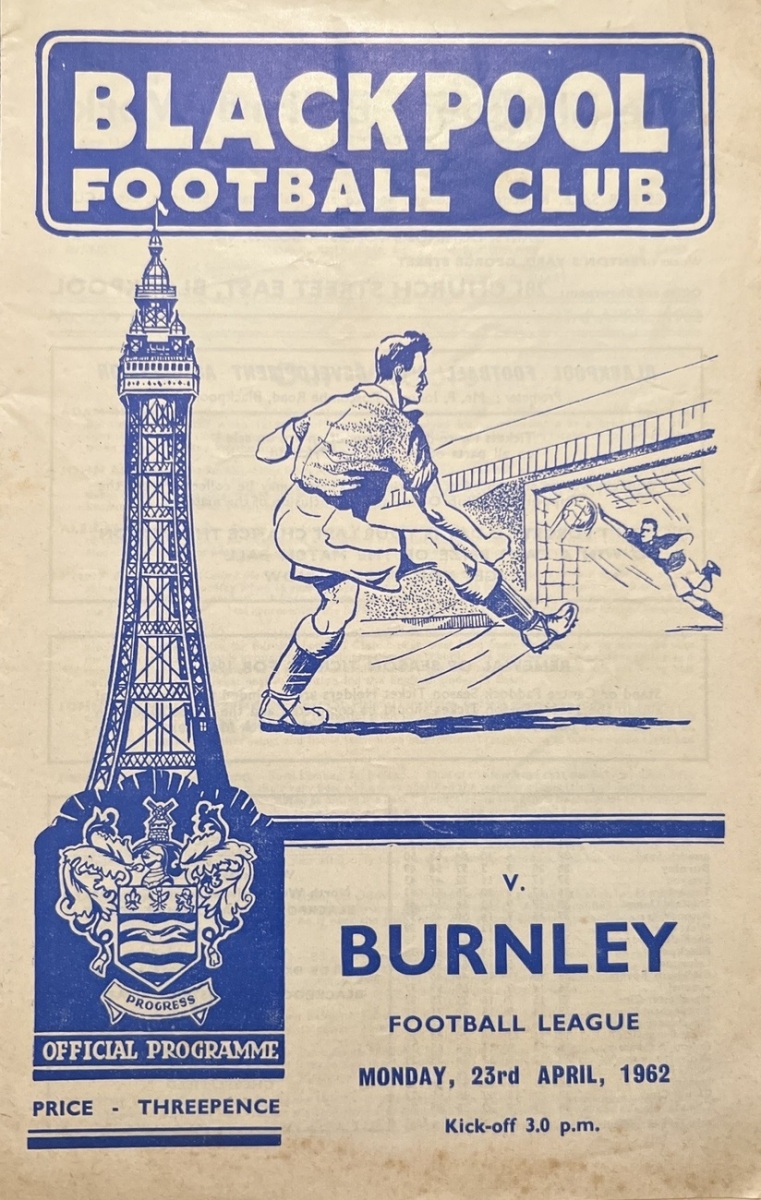 BLACKPOOL
FOOTBALL CLUB
V.
BURNLEY
FOOTBALL LEAGUE
MONDAY, 23rd APRIL, 1962
Kick-off 3.0 p.m.
PROGRESS
OFFICIAL PROGRAMME
PRICE - THREEPENCE